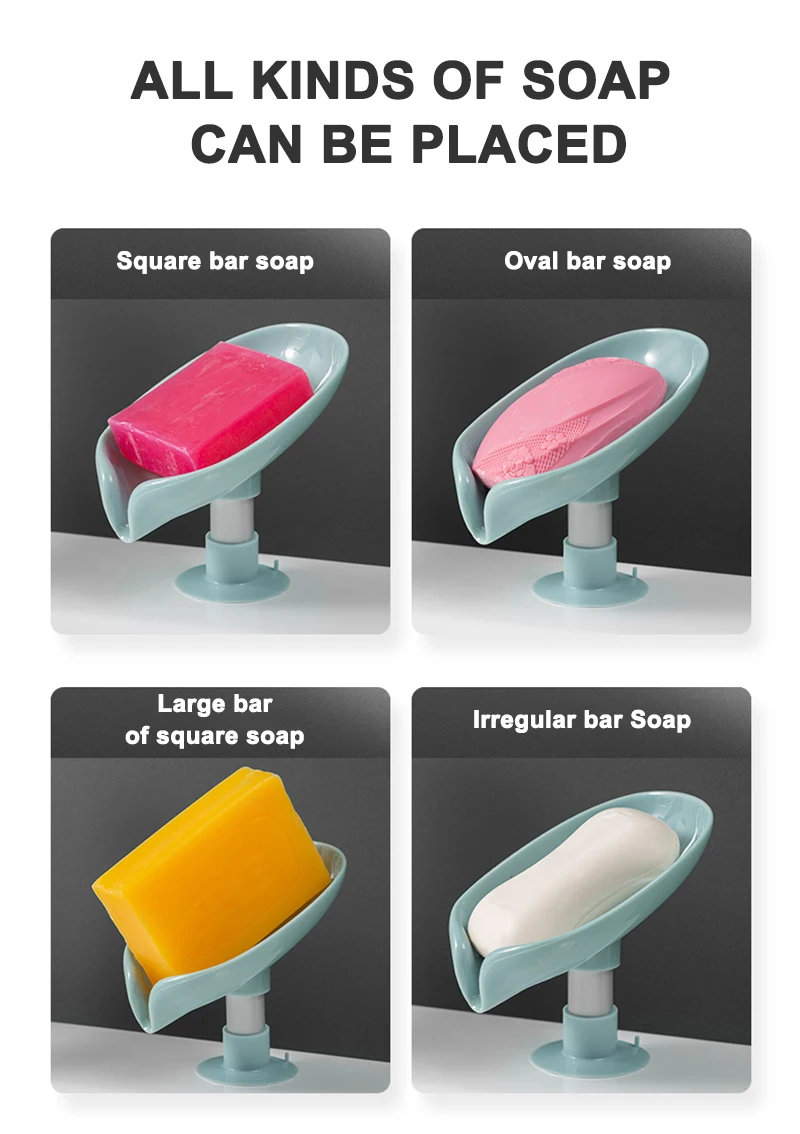 ALL KINDS OF SOAP
CAN BE PLACED
Square bar soap
Oval bar soap
Large bar
of square soap
Irregular bar Soap